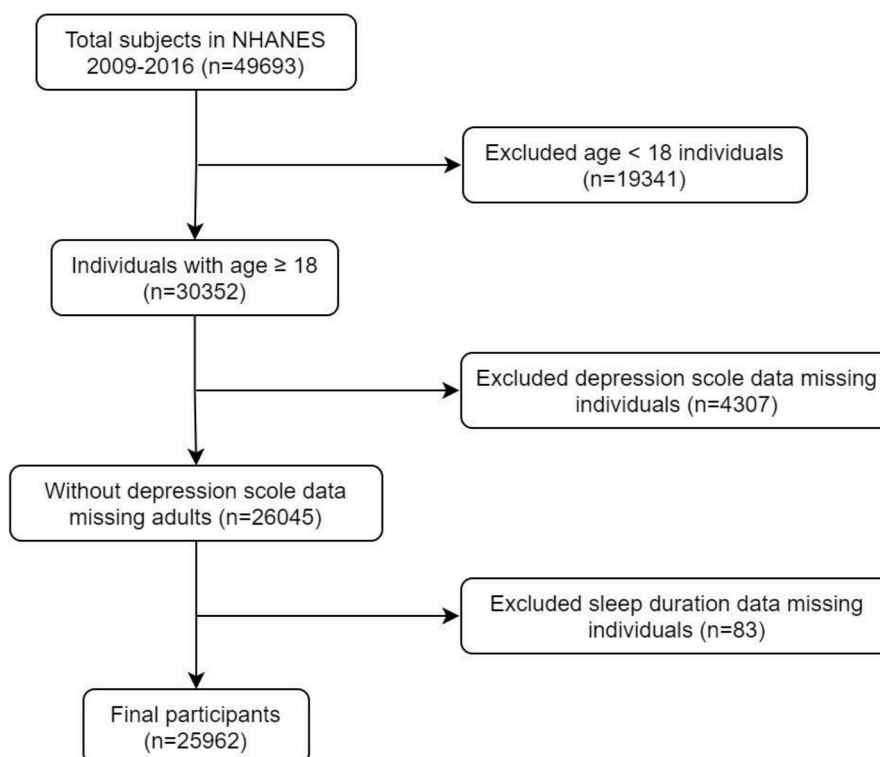 Total subjects in NHANES
2009-2016 (n=49693)
Excluded age < 18 individuals
(n=19341)
Individuals with age ≥ 18
(n=30352)
Excluded depression scole data missing
individuals (n=4307)
Without depression scole data
missing adults (n=26045)
Excluded sleep duration data missing
individuals (n=83)
Final participants
(n=25962)